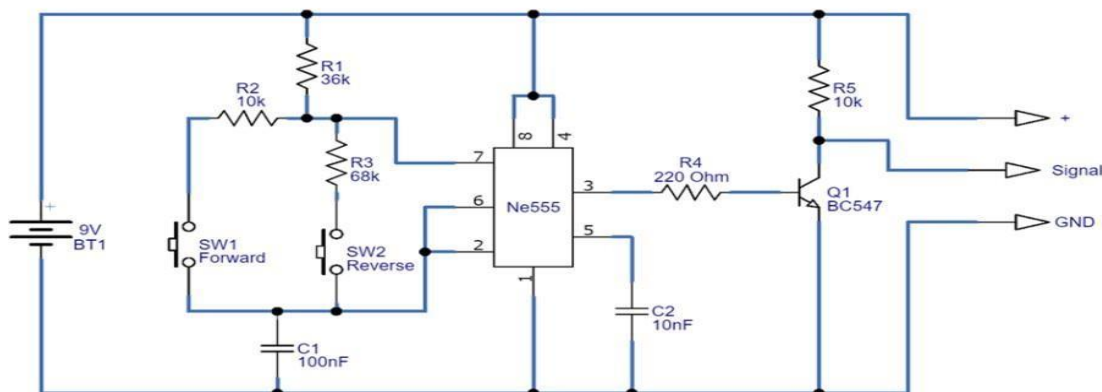 R1
36k
R2
10k
R5
10k
+
8
4
7
R3
68k
R4
220 Ohm
3
Signal
6
Ne555
Q1
BC547
+
9V
BT1
SW1
Forward
SW2
Reverse
2
5
GND
1
C2
10nF
C1
100nF